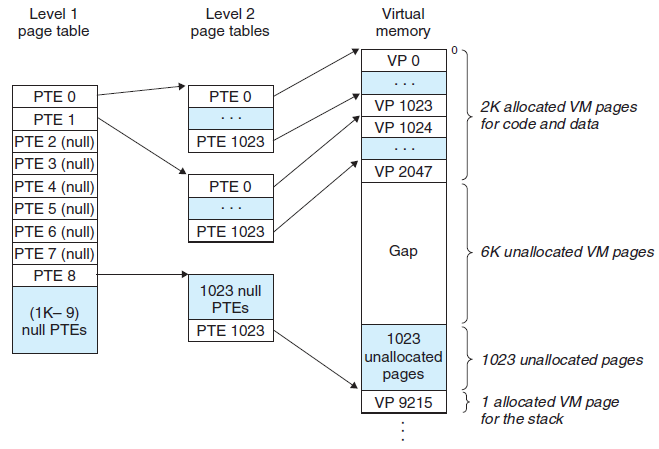 Level 1
page table
Level 2
page tables
Virtual
memory
PTE 0
PTE 1
PTE 2 (null)
PTE 3 (null)
PTE 4 (null)
PTE 5 (null)
PTE 6 (null)
PTE 7 (null)
PTE 8
(1K– 9)
null PTEs
PTE 0
. . .
PTE 1023
PTE 0
. . .
PTE 1023
1023 null
PTEs
PTE 1023
0
VP 0
. . .
VP 1023
VP 1024
. . .
VP 2047
Gap
1023
unallocated
pages
VP 9215
2K allocated VM pages
for code and data
6K unallocated VM pages
1023 unallocated pages
1 allocated VM page
for the stack